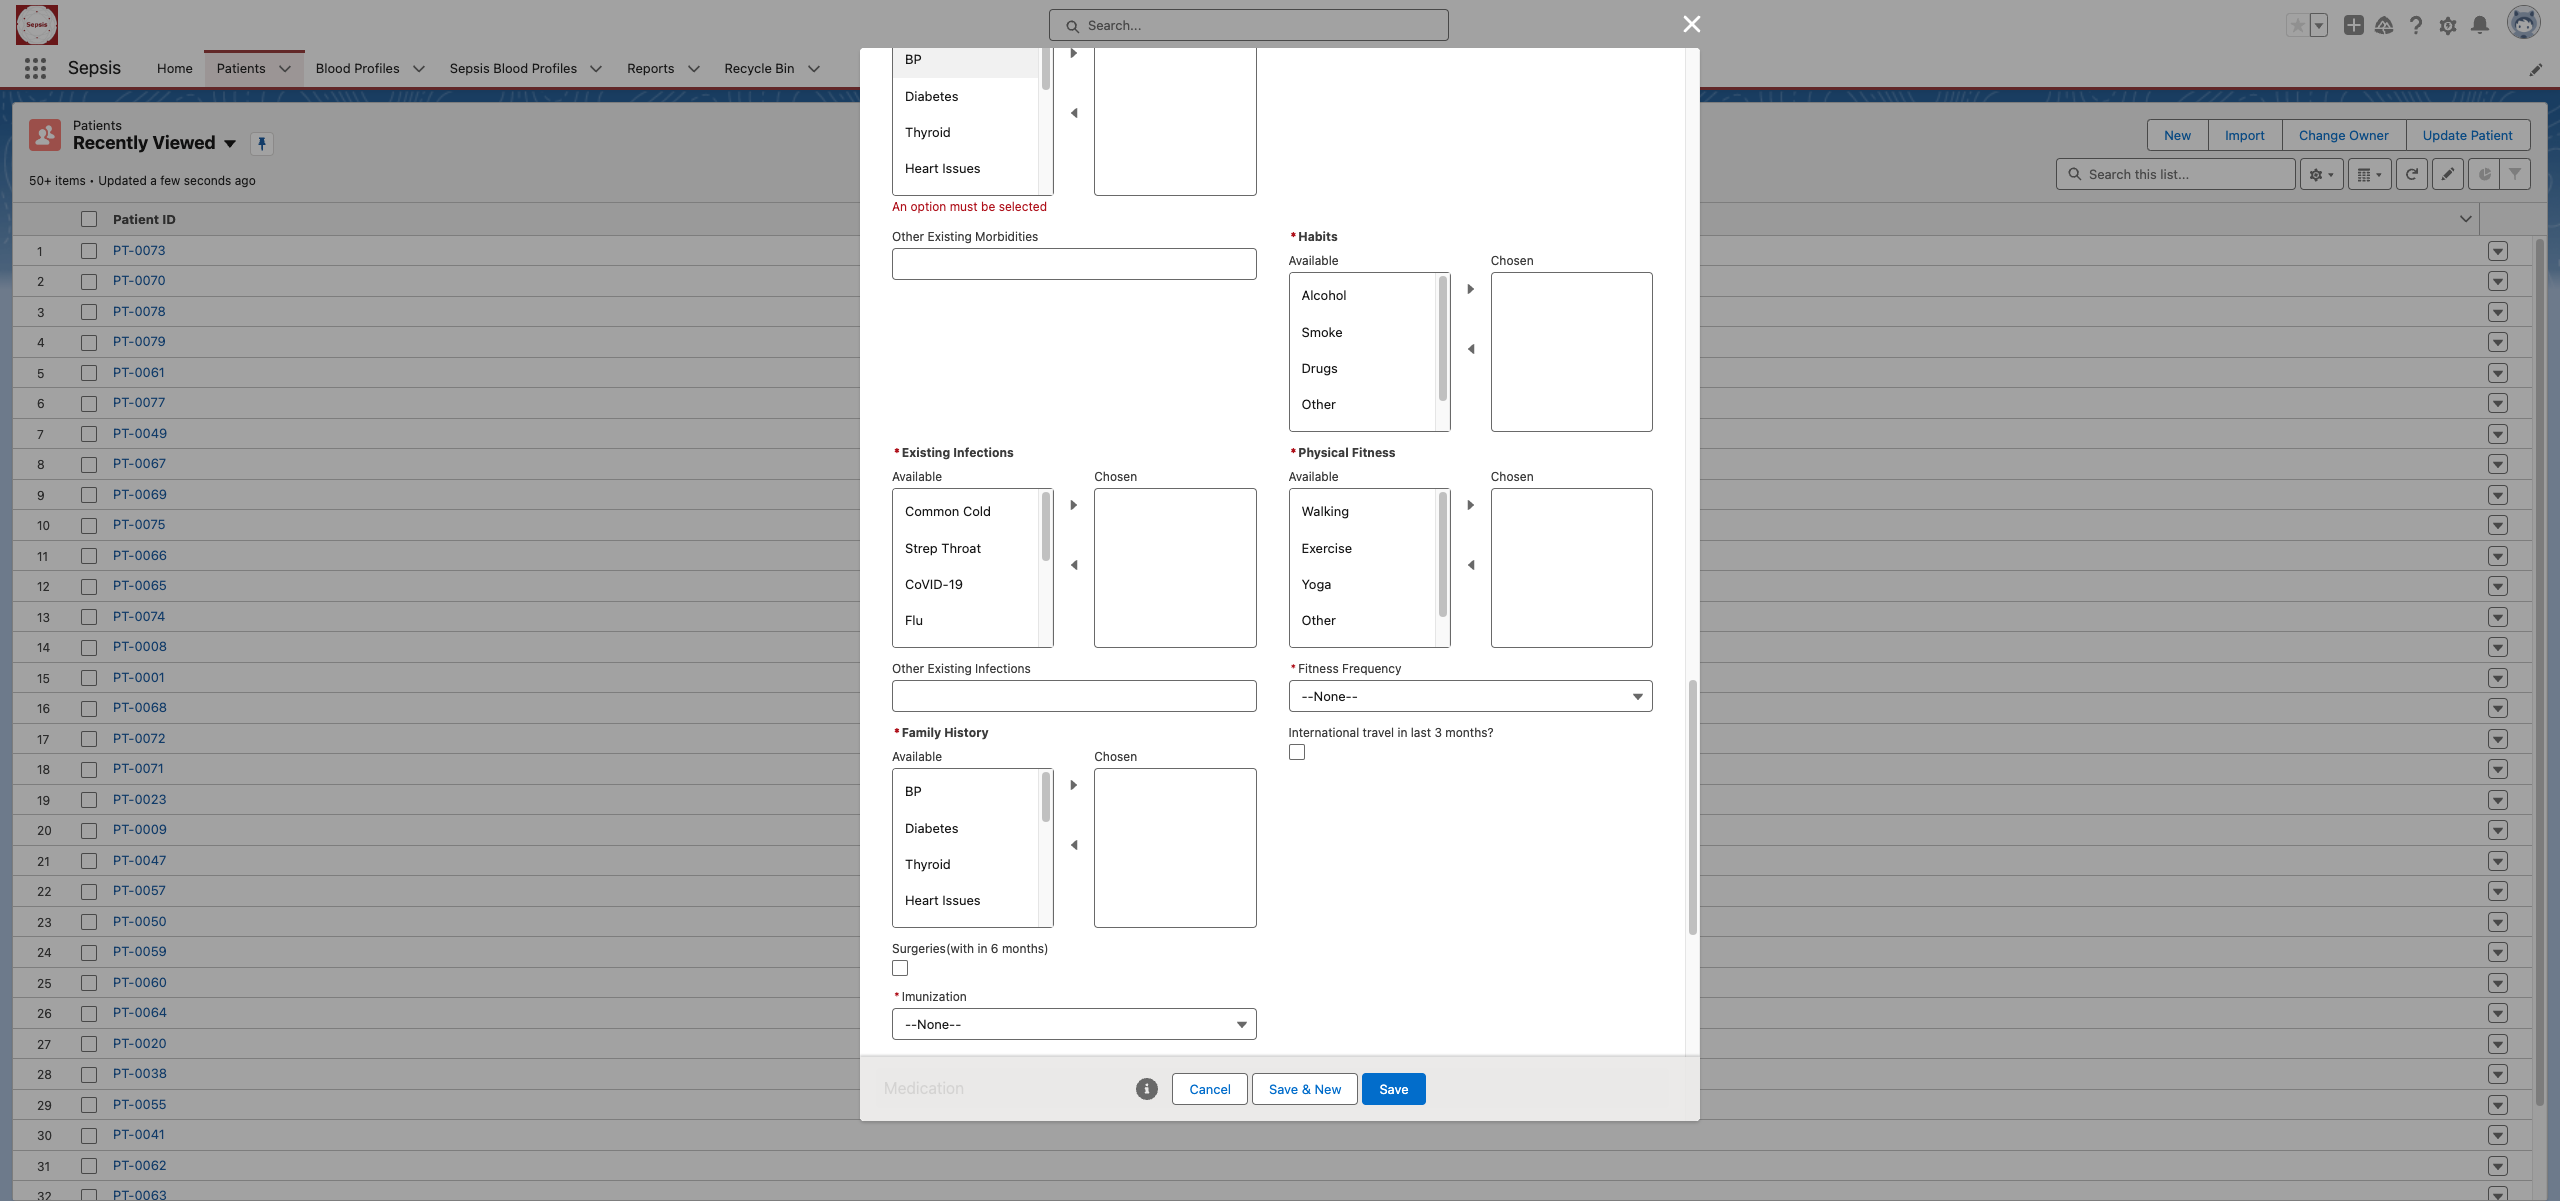 Sepsis
Search...
Sepsis
Home
Patients
Blood Profiles
Sepsis Blood Profiles
Reports
Recycle Bin
Patients
Recently Viewed
50+ items • Updated a few seconds ago
New
Import
Change Owner
Update Patient
Search this list...
Patient ID
1 PT-0073
2 PT-0070
3 PT-0078
4 PT-0079
5 PT-0061
6 PT-0077
7 PT-0049
8 PT-0067
9 PT-0069
10 PT-0075
11 PT-0066
12 PT-0065
13 PT-0074
14 PT-0008
15 PT-0001
16 PT-0068
17 PT-0072
18 PT-0071
19 PT-0023
20 PT-0009
21 PT-0047
22 PT-0057
23 PT-0050
24 PT-0059
25 PT-0060
26 PT-0064
27 PT-0020
28 PT-0038
29 PT-0055
30 PT-0041
31 PT-0062
32 PT-0063
BP
Diabetes
Thyroid
Heart Issues
An option must be selected
Other Existing Morbidities
*Habits
Available
Chosen
Alcohol
Smoke
Drugs
Other
*Existing Infections
Available
Chosen
Common Cold
Strep Throat
CoVID-19
Flu
*Physical Fitness
Available
Chosen
Walking
Exercise
Yoga
Other
Other Existing Infections
*Fitness Frequency
--None--
*Family History
Available
Chosen
BP
Diabetes
Thyroid
Heart Issues
International travel in last 3 months?
Surgeries(with in 6 months)
*Imunization
--None--
Medication
Cancel
Save & New
Save